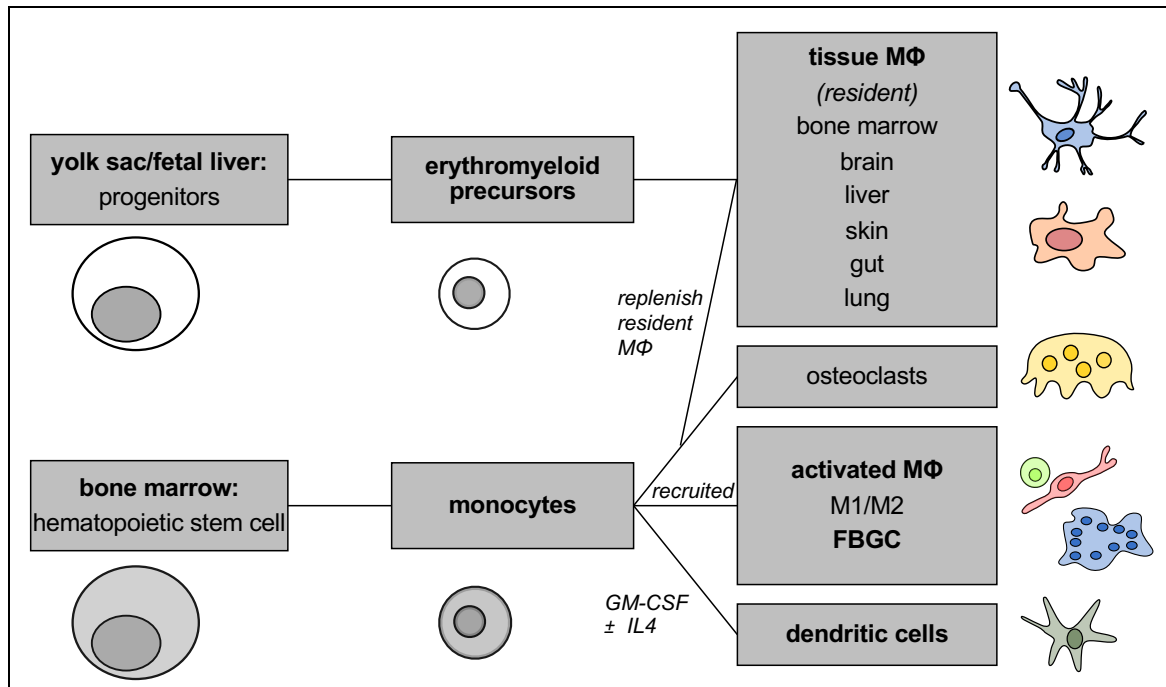 yolk sac/fetal liver:
progenitors
erythromyeloid
precursors
tissue MΦ
(resident)
bone marrow
brain
liver
skin
gut
lung
replenish
resident
MΦ
osteoclasts
bone marrow:
hematopoietic stem cell
monocytes
recruited
activated MΦ
M1/M2
FBGC
GM-CSF
± IL4
dendritic cells